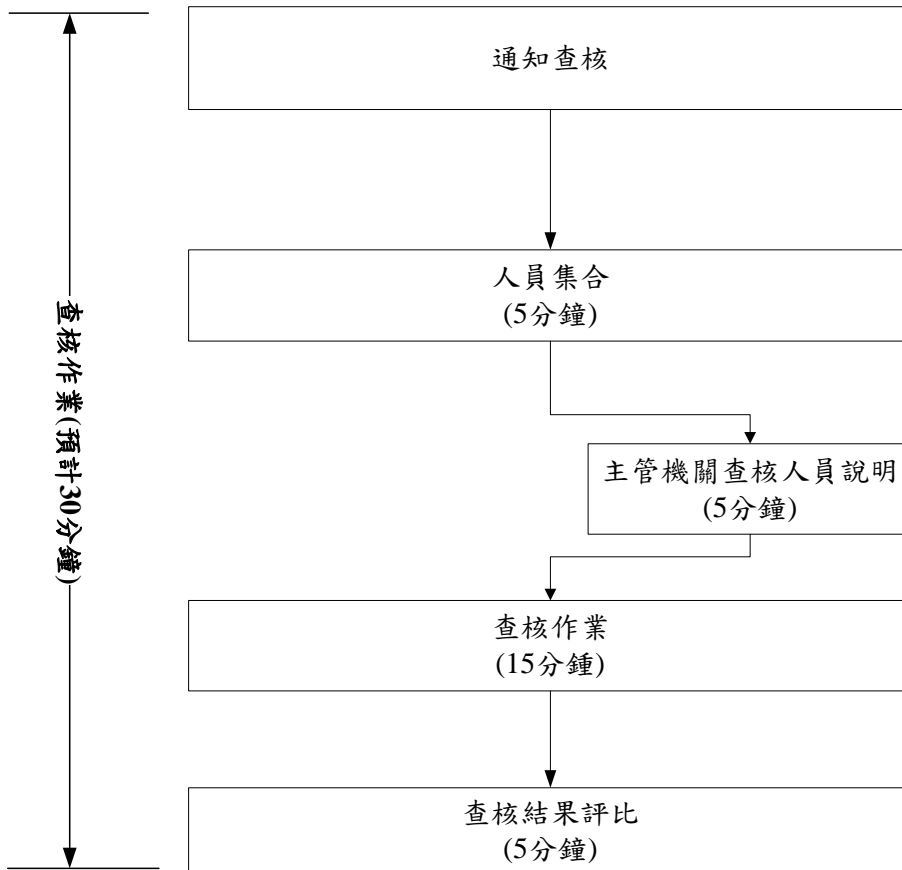 通知查核
人員集合
(5分鐘)
查核作業(預計30分鐘)
主管機關查核人員說明
(5分鐘)
查核作業
(15分鍾)
查核結果評比
(5分鐘)